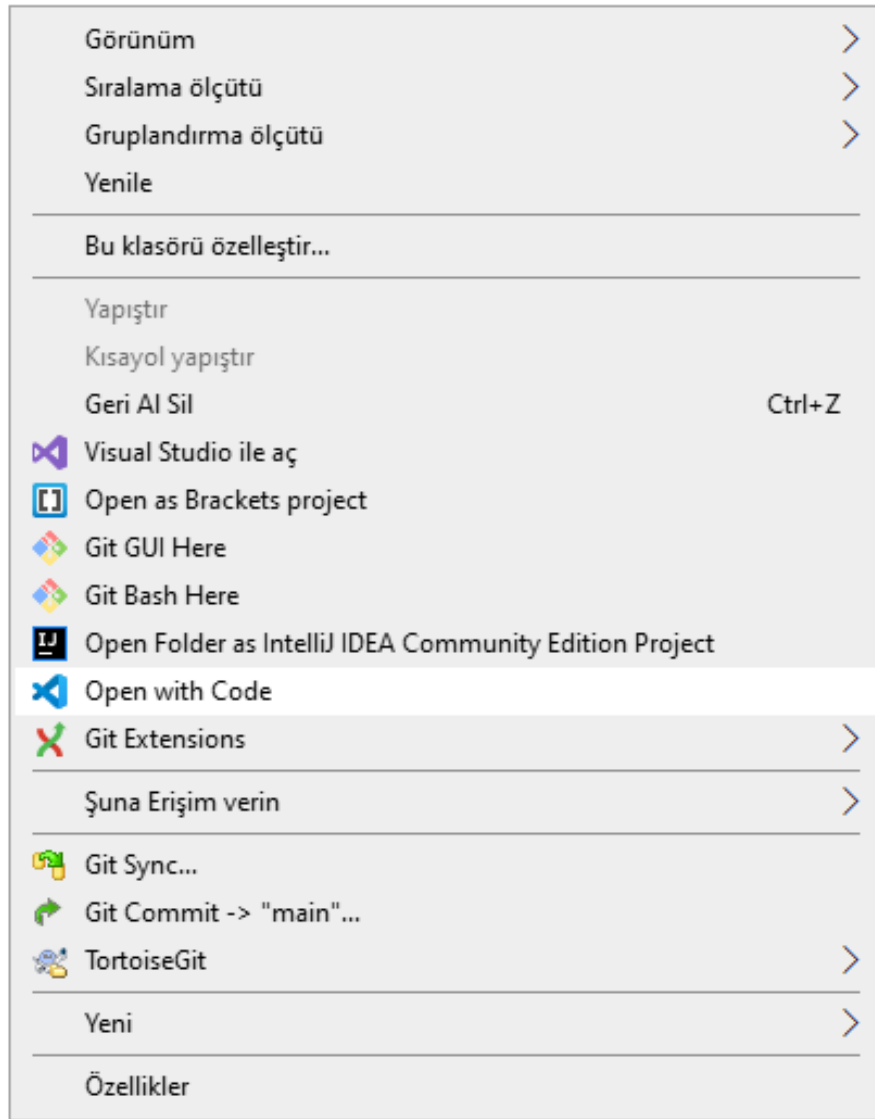 Görünüm
Sıralama ölçütü
Gruplandırma ölçütü
Yenile
Bu klasörü özelleştir...
Yapıştır
Kısayol yapıştır
Geri Al Sil Ctrl+Z
Visual Studio ile aç
Open as Brackets project
Git GUI Here
Git Bash Here
Open Folder as IntelliJ IDEA Community Edition Project
Open with Code
Git Extensions
Şuna Erişim verin
Git Sync...
Git Commit -> "main"...
TortoiseGit
Yeni
Özellikler